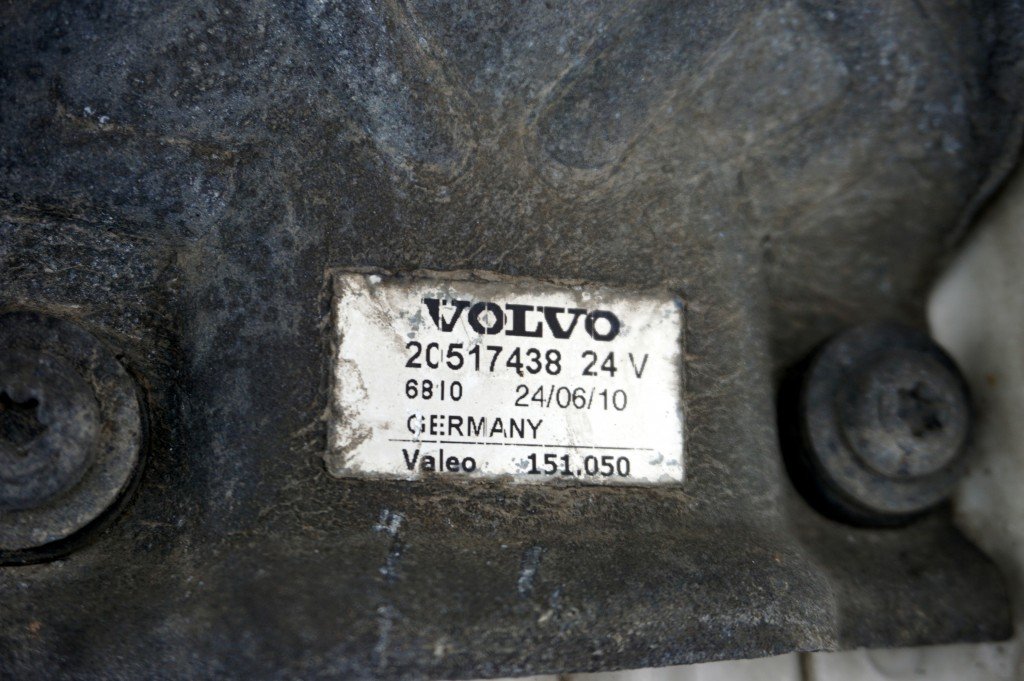 VOLVO
20517438 24 V
6810 24/06/10
GERMANY
Valeo 151.050